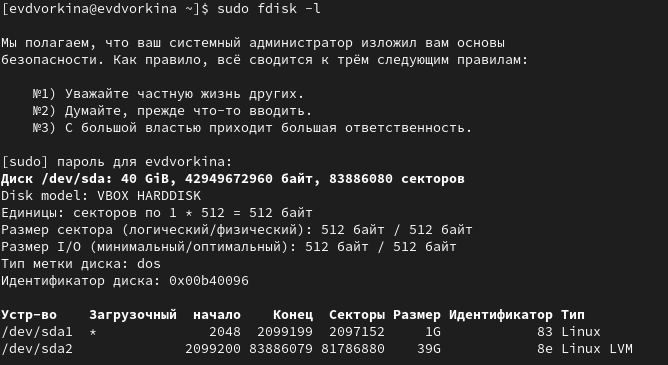 [evdvorkina@evdvorkina ~]$ sudo fdisk -l
Мы полагаем, что ваш системный администратор изложил вам основы
безопасности. Как правило, всё сводится к трём следующим правилам:
№1) Уважайте частную жизнь других.
№2) Думайте, прежде что-то вводить.
№3) С большой властью приходит большая ответственность.
[sudo] пароль для evdvorkina:
Диск /dev/sda: 40 GiB, 42949672960 байт, 83886080 секторов
Disk model: VBOX HARDDISK
Единицы: секторов по 1 * 512 = 512 байт
Размер сектора (логический/физический): 512 байт / 512 байт
Размер I/O (минимальный/оптимальный): 512 байт / 512 байт
Тип метки диска: dos
Идентификатор диска: 0x00b40096
Устр-во    Загрузочный  начало    Конец  Секторы Размер Идентификатор Тип
/dev/sda1  *              2048  2099199  2097152     1G            83 Linux
/dev/sda2              2099200 83886079 81786880    39G            8e Linux LVM